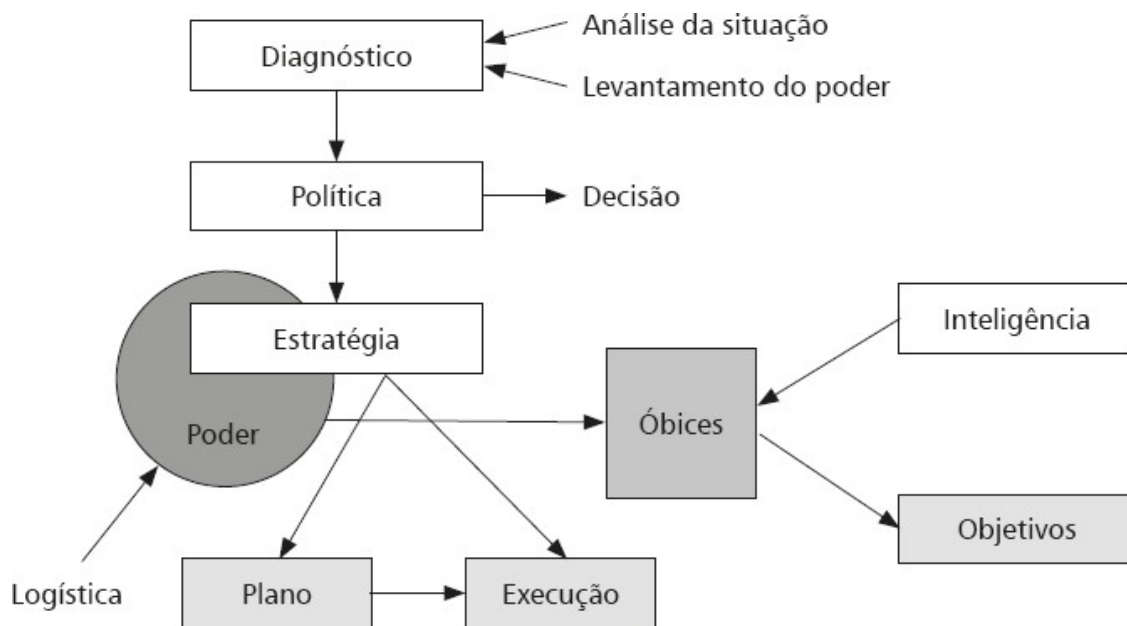 Análise da situação
Diagnóstico
Levantamento do poder
Política
Decisão
Estratégia
Inteligência
Poder
Óbices
Objetivos
Logística
Plano
Execução